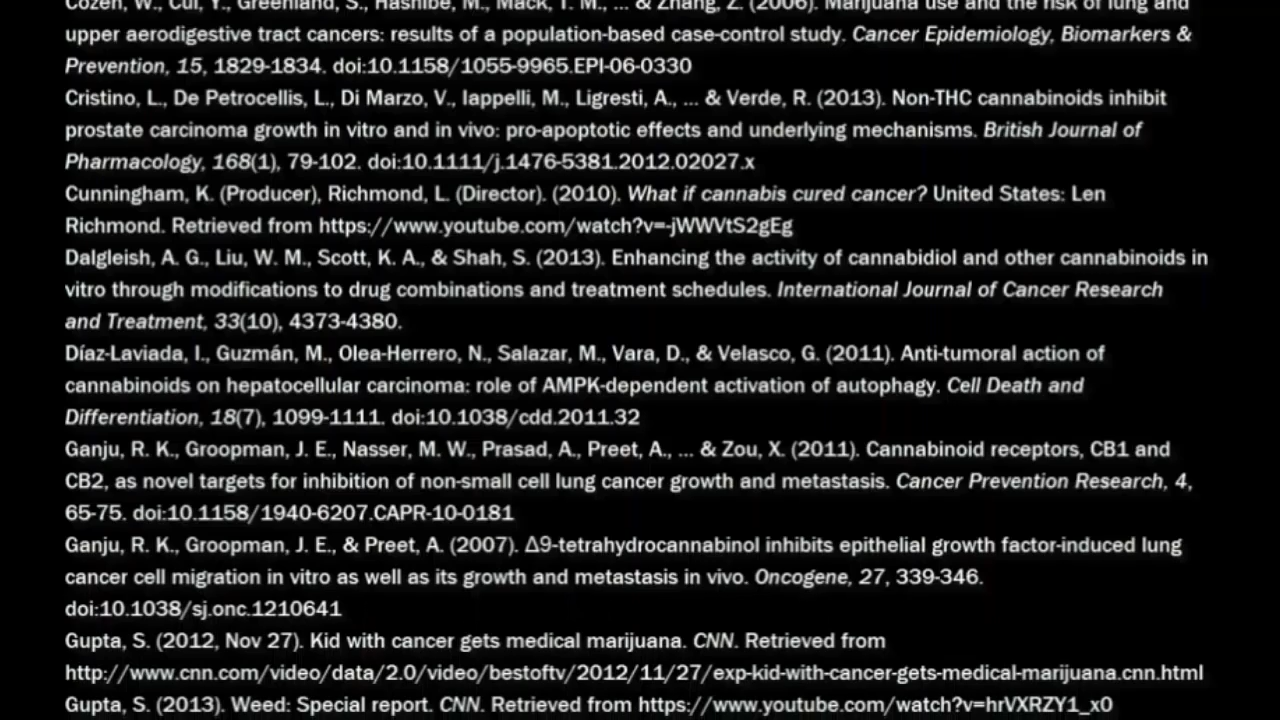 Cozen, W., Cui, Y., Greenland, S., Hashibe, M., Mack, T. M., ... & Zhang, Z. (2006). Marijuana use and the risk of lung and
upper aerodigestive tract cancers: results of a population-based case-control study. Cancer Epidemiology, Biomarkers &
Prevention, 15, 1829-1834. doi:10.1158/1055-9965.EPI-06-0330
Cristino, L., De Petrocellis, L., Di Marzo, V., Iappelli, M., Ligresti, A., ... & Verde, R. (2013). Non-THC cannabinoids inhibit
prostate carcinoma growth in vitro and in vivo: pro-apoptotic effects and underlying mechanisms. British Journal of
Pharmacology, 168(1), 79-102. doi:10.1111/j.1476-5381.2012.02027.x
Cunningham, K. (Producer), Richmond, L. (Director). (2010). What if cannabis cured cancer? United States: Len
Richmond. Retrieved from https://www.youtube.com/watch?v=-jWWVtS2gEg
Dalgleish, A. G., Liu, W. M., Scott, K. A., & Shah, S. (2013). Enhancing the activity of cannabidiol and other cannabinoids in
vitro through modifications to drug combinations and treatment schedules. International Journal of Cancer Research
and Treatment, 33(10), 4373-4380.
Díaz-Laviada, I., Guzmán, M., Olea-Herrero, N., Salazar, M., Vara, D., & Velasco, G. (2011). Anti-tumoral action of
cannabinoids on hepatocellular carcinoma: role of AMPK-dependent activation of autophagy. Cell Death and
Differentiation, 18(7), 1099-1111. doi:10.1038/cdd.2011.32
Ganju, R. K., Groopman, J. E., Nasser, M. W., Prasad, A., Preet, A., ... & Zou, X. (2011). Cannabinoid receptors, CB1 and
CB2, as novel targets for inhibition of non-small cell lung cancer growth and metastasis. Cancer Prevention Research, 4,
65-75. doi:10.1158/1940-6207.CAPR-10-0181
Ganju, R. K., Groopman, J. E., & Preet, A. (2007). Δ9-tetrahydrocannabinol inhibits epithelial growth factor-induced lung
cancer cell migration in vitro as well as its growth and metastasis in vivo. Oncogene, 27, 339-346.
doi:10.1038/sj.onc.1210641
Gupta, S. (2012, Nov 27). Kid with cancer gets medical marijuana. CNN. Retrieved from
http://www.cnn.com/video/data/2.0/video/bestoftv/2012/11/27/exp-kid-with-cancer-gets-medical-marijuana.cnn.html
Gupta, S. (2013). Weed: Special report. CNN. Retrieved from https://www.youtube.com/watch?v=hrVXRZY1_x0